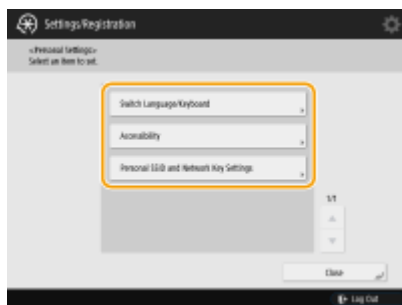 Settings/Registration
<Personal Settings>
Select an item to set.
Switch Language/Keyboard
Accessibility
Personal SSID and Network Key Settings
1/1
Close
Log Out